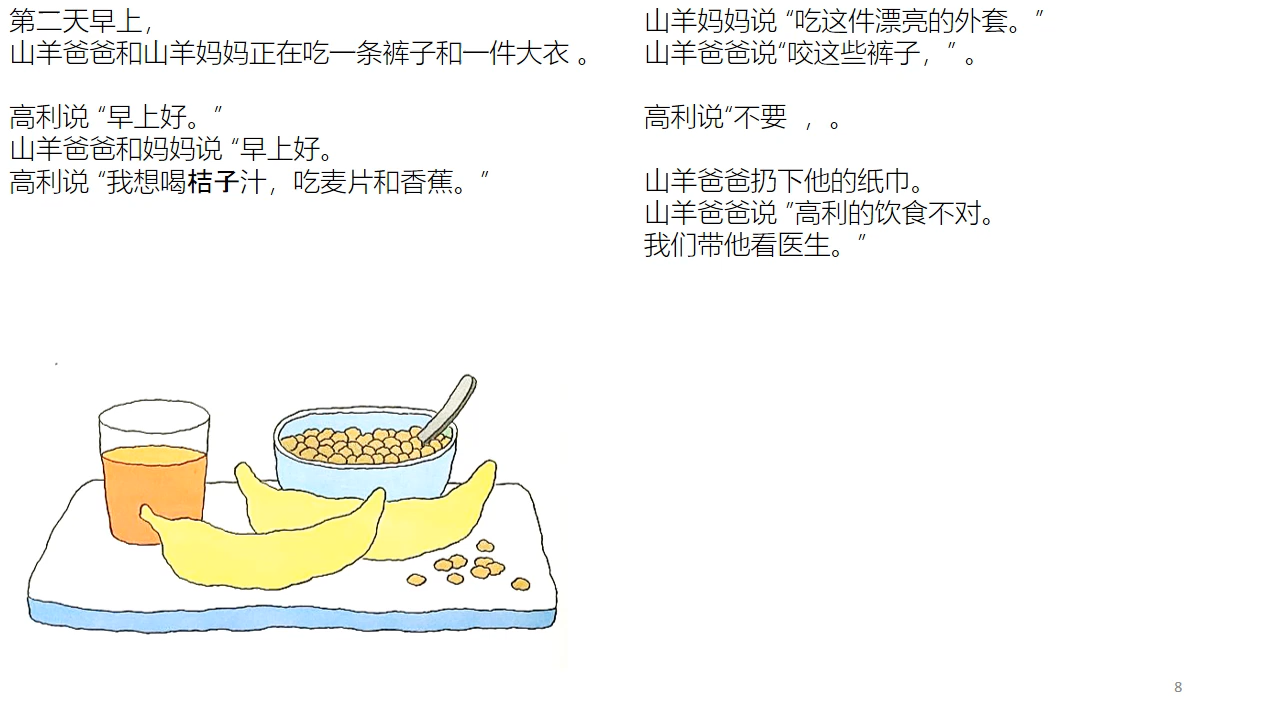 第二天早上，
山羊爸爸和山羊妈妈正在吃一条裤子和一件大衣 。
高利说 “早上好。”
山羊爸爸和妈妈说 “早上好。
高利说 “我想喝桔子汁，吃麦片和香蕉。”
山羊妈妈说 “吃这件漂亮的外套。”
山羊爸爸说“咬这些裤子，” 。
高利说“不要 ，。
山羊爸爸扔下他的纸巾。
山羊爸爸说 ”高利的饮食不对。
我们带他看医生。”
8